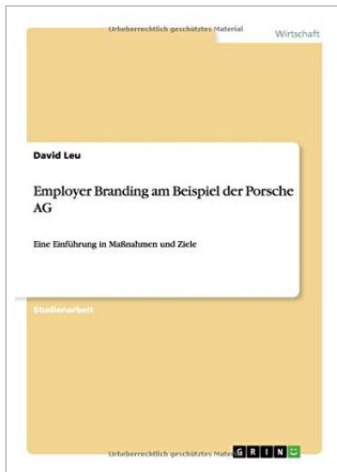 Urheberrechtlich geschütztes Material
Wirtschaft
David Leu
Employer Branding am Beispiel der Porsche
AG
Eine Einführung in Maßnahmen und Ziele
Studienarbeit
Urheberrechtlich geschütztes Material
GRIN